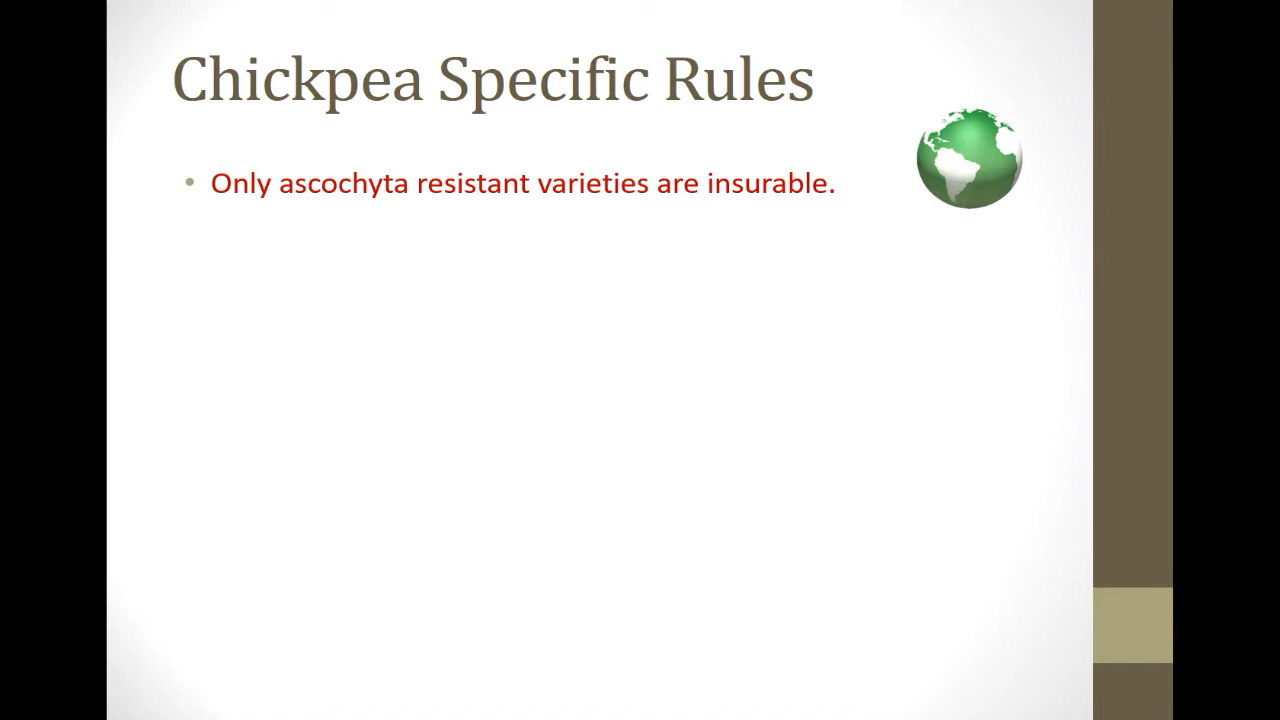 Chickpea Specific Rules
• Only ascochyta resistant varieties are insurable.